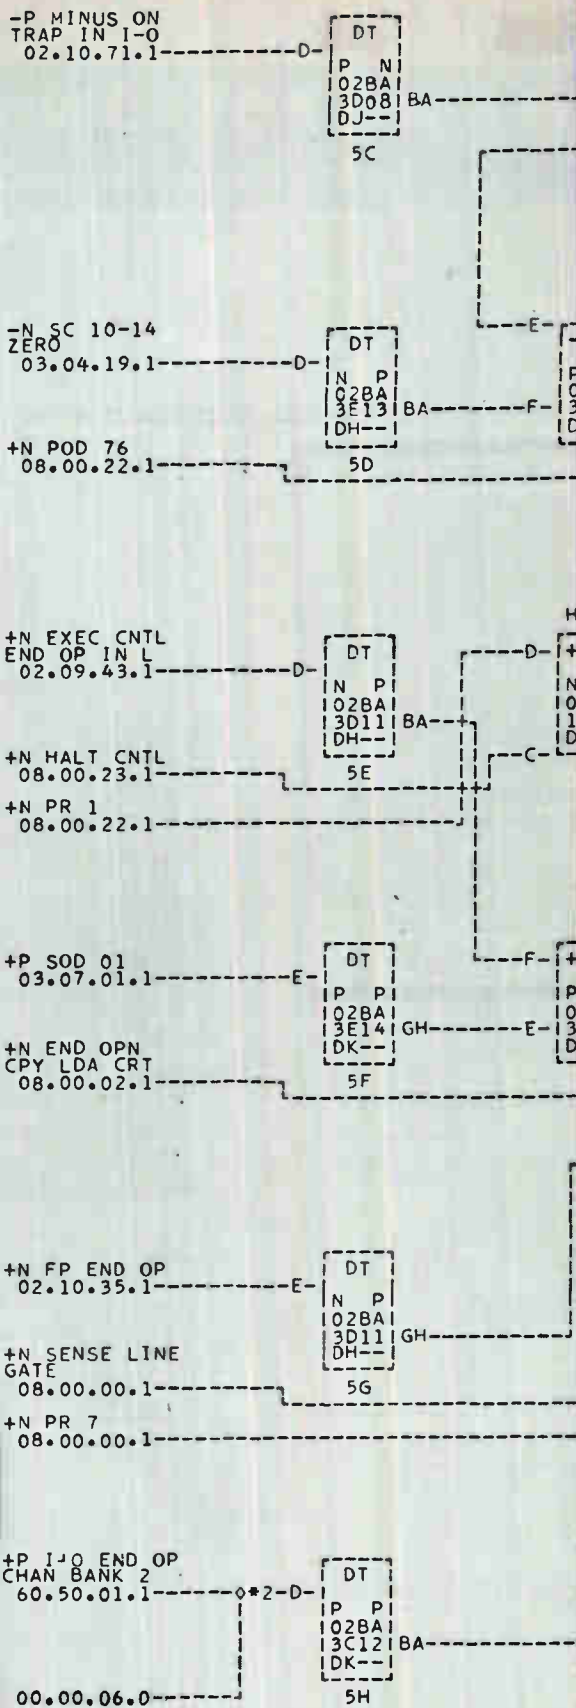 -P MINUS ON
TRAP IN I-O
02.10.71.1 D
DT
P N
02BA
3D08 BA
DJ--
5C
-N SC 10-14
ZERO
03.04.19.1 D
DT
N P
02BA
3E13 BA
DH--
5D
E
F
P
3
D
+N POD 76
08.00.22.1
+N EXEC CNTL
END OP IN L
02.09.43.1 D
DT
N P
02BA
3D11 BA
DH--
5E
H
D +
N
0
1
D
C
+N HALT CNTL
08.00.23.1
+N PR 1
08.00.22.1
+P SOD 01
03.07.01.1 E
DT
P P
02BA
3E14 GH
DK--
5F
F +
P
0
E 3
D
+N END OPN
CPY LDA CRT
08.00.02.1
+N FP END OP
02.10.35.1 E
DT
N P
02BA
3D11 GH
DH--
5G
+N SENSE LINE
GATE
08.00.00.1
+N PR 7
08.00.00.1
+P I-O END OP
CHAN BANK 2
60.50.01.1 *2 D
DT
P P
02BA
3C12 BA
DK--
5H
00.00.06.0